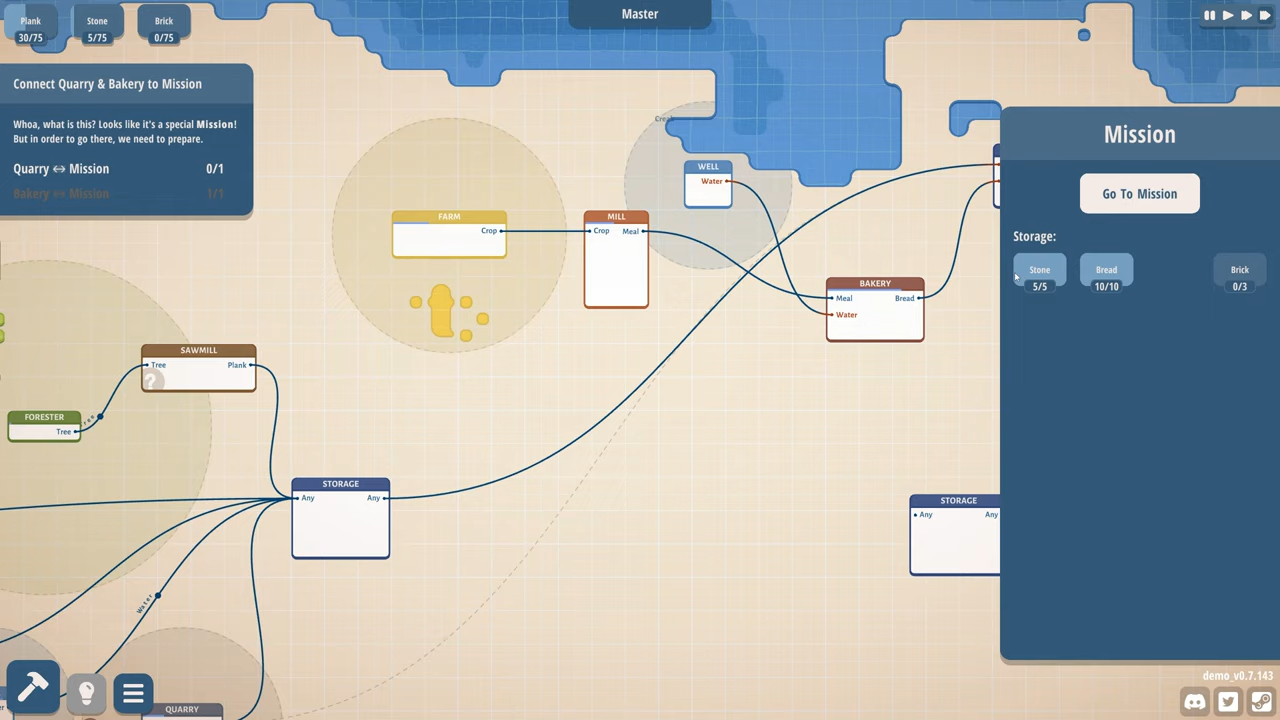 Plank
30/75
Stone
5/75
Brick
0/75
Master
Connect Quarry & Bakery to Mission
Whoa, what is this? Looks like it's a special Mission!
But in order to go there, we need to prepare.
Quarry ⇔ Mission 0/1
Bakery ⇔ Mission 1/1
Mission
Go To Mission
Storage:
Stone
5/5
Bread
10/10
Brick
0/3
WELL
Water
FARM
Crop
MILL
Crop Meal
BAKERY
Meal Bread
Water
SAWMILL
Tree Plank
?
FORESTER
Tree
Tree
STORAGE
Any Any
STORAGE
Any Any
Water
QUARRY
demo_v0.7.143